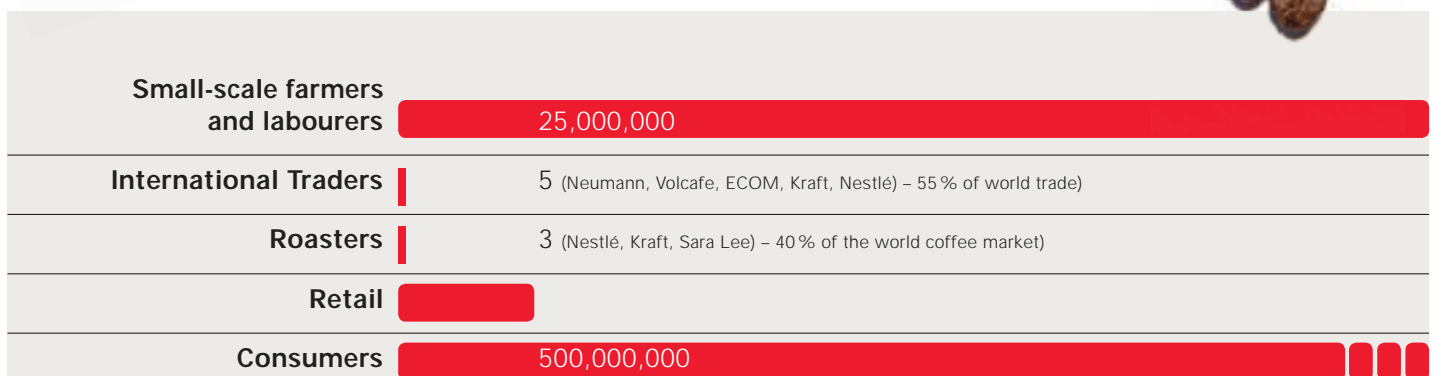 Small-scale farmers
and labourers 25,000,000
International Traders 5 (Neumann, Volcafe, ECOM, Kraft, Nestlé) – 55 % of world trade)
Roasters 3 (Nestlé, Kraft, Sara Lee) – 40 % of the world coffee market)
Retail
Consumers 500,000,000